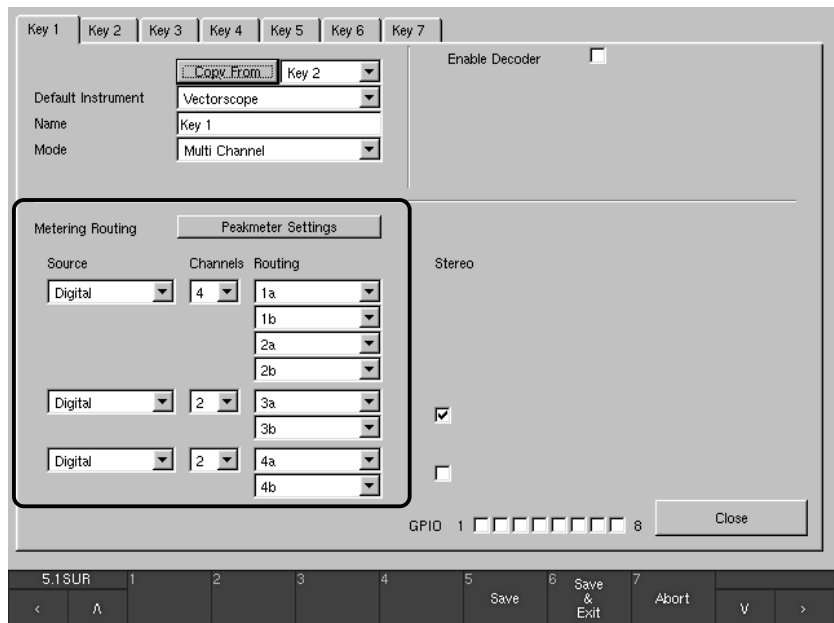 Key 1 Key 2 Key 3 Key 4 Key 5 Key 6 Key 7
Copy From Key 2
Enable Decoder
Default Instrument Vectorscope
Name Key 1
Mode Multi Channel
Metering Routing Peakmeter Settings
Source Channels Routing Stereo
Digital 4 1a
1b
2a
2b
Digital 2 3a
3b
Digital 2 4a
4b
GPIO 1 8
Close
5.1SUR 1 2 3 4 5 6 7
Save
Save
&
Exit
Abort
< Λ V >